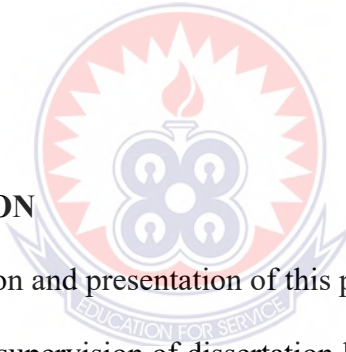 ON
on and presentation of this p
EDUCATION FOR SERVICE
supervision of dissertation